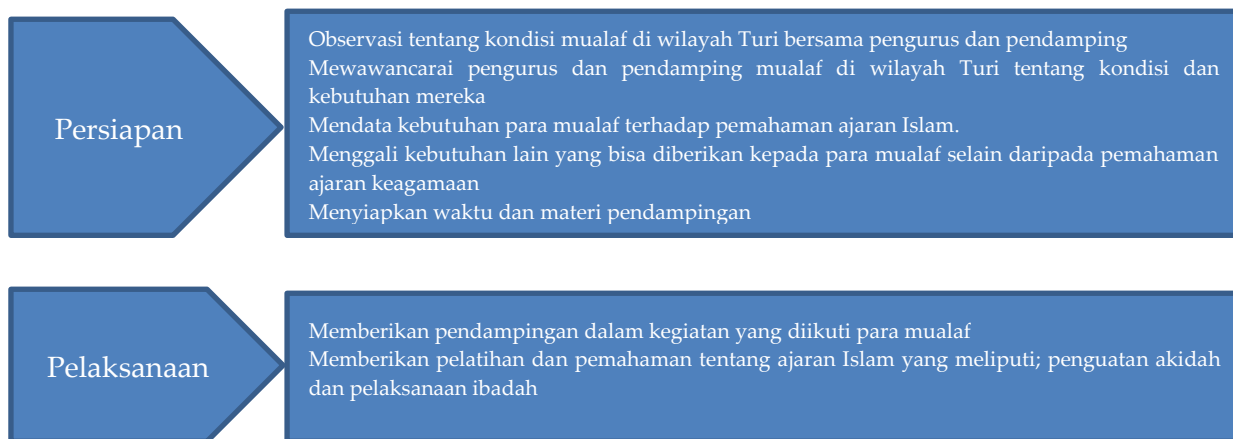 Persiapan
Observasi tentang kondisi mualaf di wilayah Turi bersama pengurus dan pendamping
Mewawancarai pengurus dan pendamping mualaf di wilayah Turi tentang kondisi dan
kebutuhan mereka
Mendata kebutuhan para mualaf terhadap pemahaman ajaran Islam.
Menggali kebutuhan lain yang bisa diberikan kepada para mualaf selain daripada pemahaman
ajaran keagamaan
Menyiapkan waktu dan materi pendampingan
Pelaksanaan
Memberikan pendampingan dalam kegiatan yang diikuti para mualaf
Memberikan pelatihan dan pemahaman tentang ajaran Islam yang meliputi; penguatan akidah
dan pelaksanaan ibadah